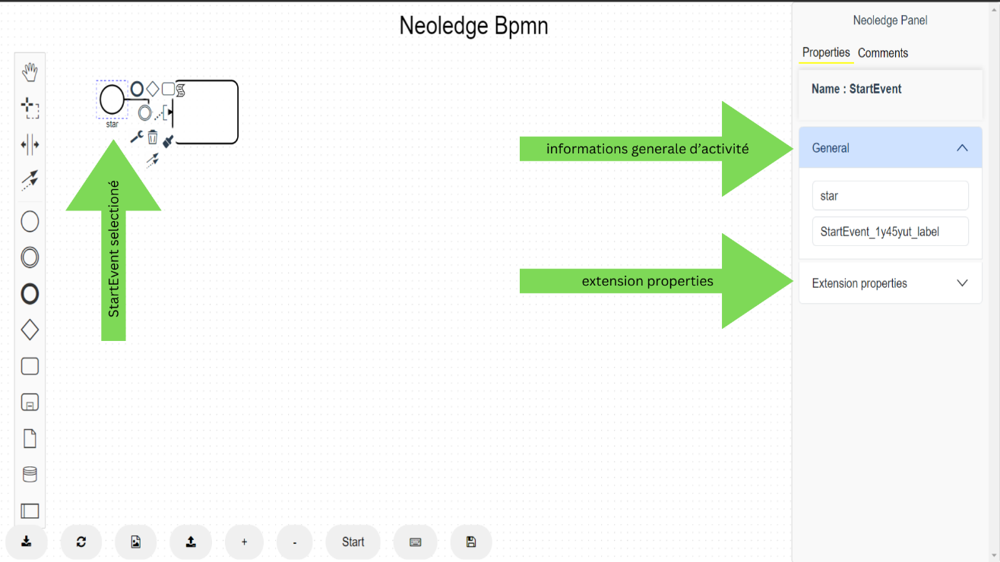 Neoledge Bpmn
Neoledge Panel
Properties Comments
Name : StartEvent
General
star
StartEvent_1y45yut_label
Extension properties
star
StartEvent selectioné
informations generale d’activité
extension properties
+
-
Start